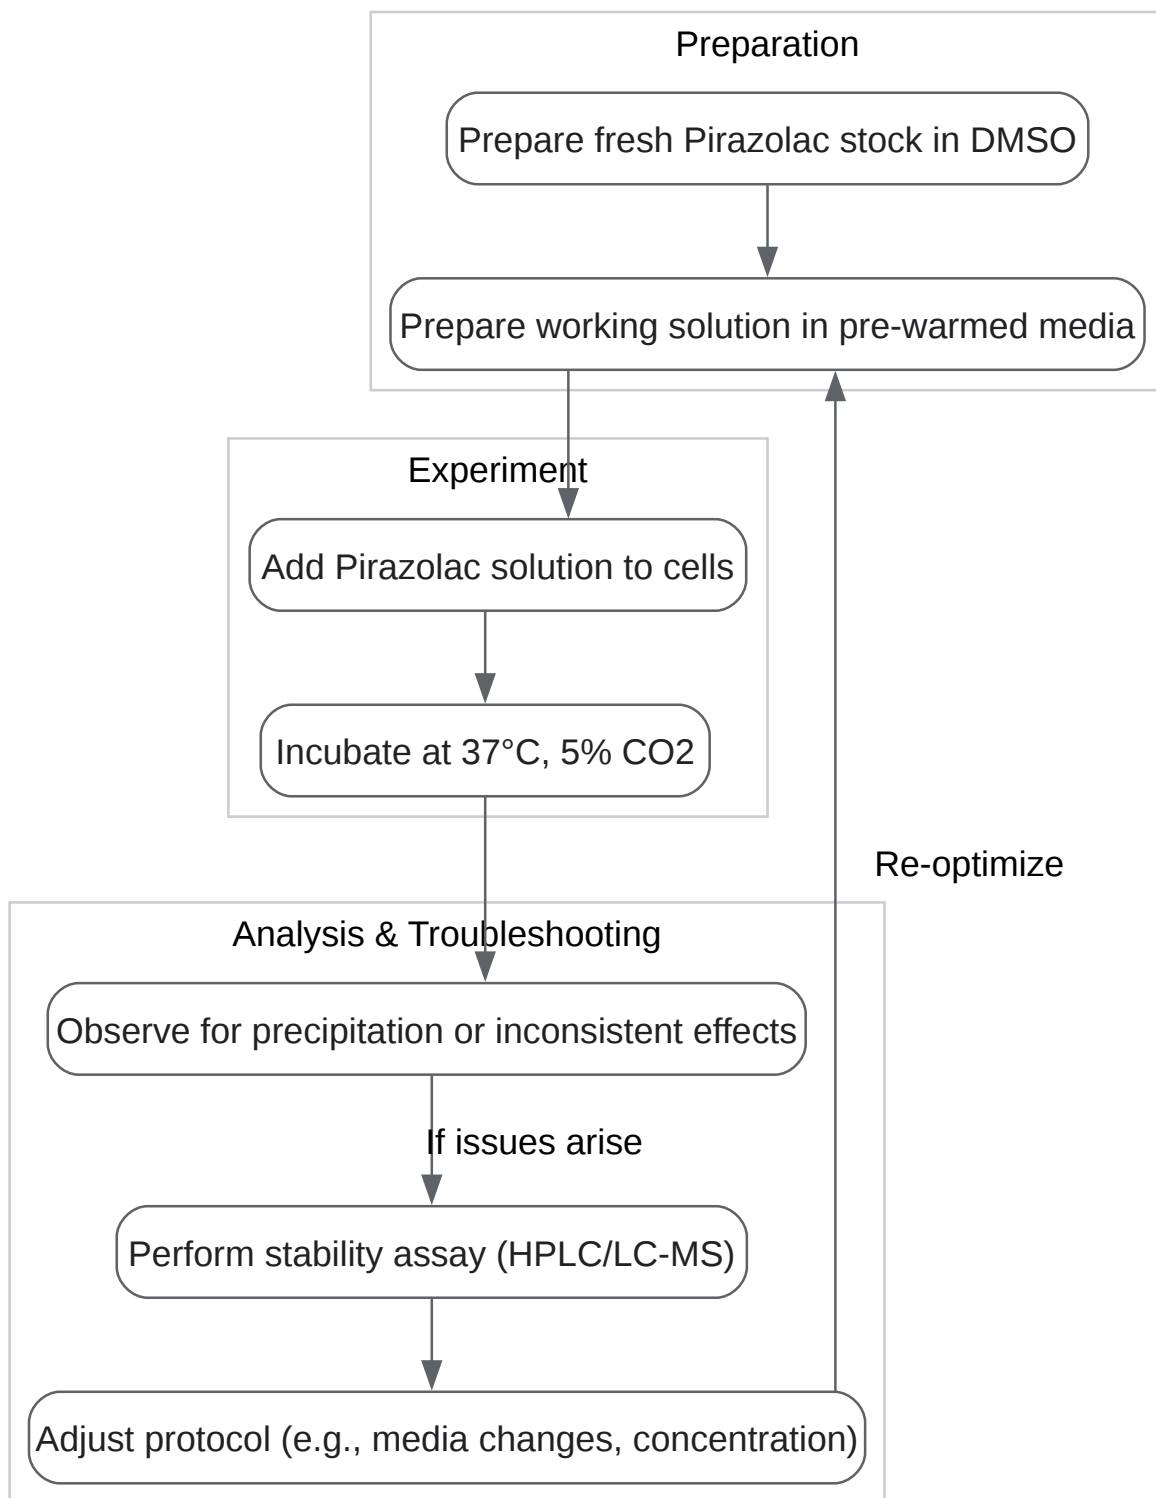 Preparation
Prepare fresh Pirazolac stock in DMSO
Prepare working solution in pre-warmed media
Experiment
Add Pirazolac solution to cells
Incubate at 37°C, 5% CO2
Re-optimize
Analysis & Troubleshooting
Observe for precipitation or inconsistent effects
If issues arise
Perform stability assay (HPLC/LC-MS)
Adjust protocol (e.g., media changes, concentration)